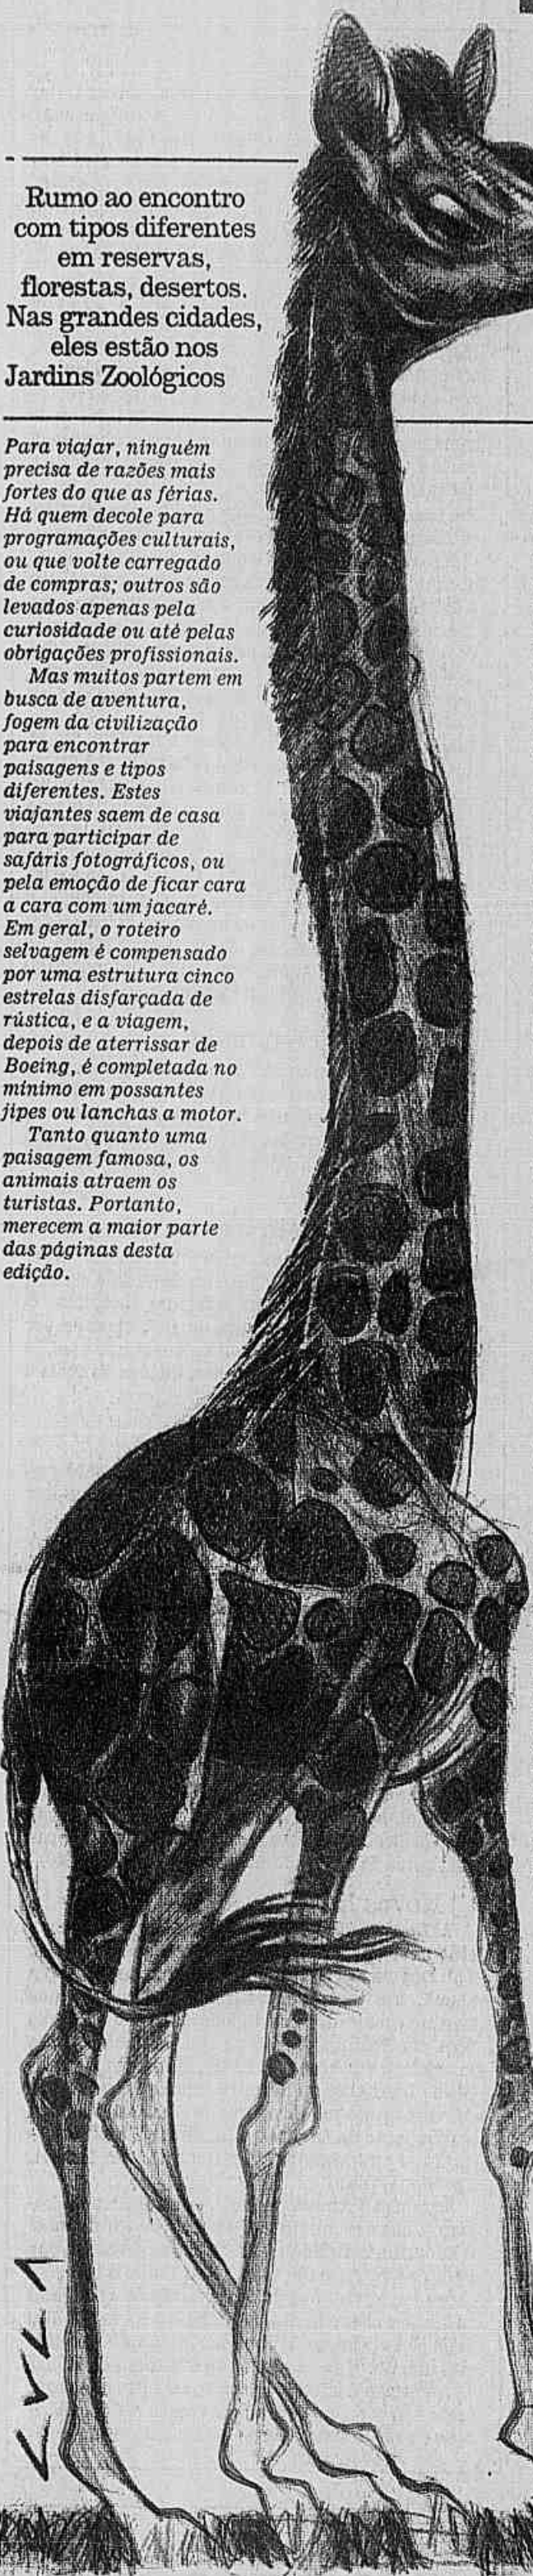 Rumo ao encontro
com tipos diferentes
em reservas,
florestas, desertos.
Nas grandes cidades,
eles estão nos
Jardins Zoológicos
Para viajar, ninguém
precisa de razões mais
fortes do que as férias.
Há quem decole para
programações culturais,
ou que volte carregado
de compras; outros são
levados apenas pela
curiosidade ou até pelas
obrigações profissionais.
Mas muitos partem em
busca de aventura,
fogem da civilização
para encontrar
paisagens e tipos
diferentes. Estes
viajantes saem de casa
para participar de
safáris fotográficos, ou
pela emoção de ficar cara
a cara com um jacaré.
Em geral, o roteiro
selvagem é compensado
por uma estrutura cinco
estrelas disfarçada de
rústica, e a viagem,
depois de aterrissar de
Boeing, é completada no
mínimo em possantes
jipes ou lanchas a motor.
Tanto quanto uma
paisagem famosa, os
animais atraem os
turistas. Portanto,
merecem a maior parte
das páginas desta
edição.